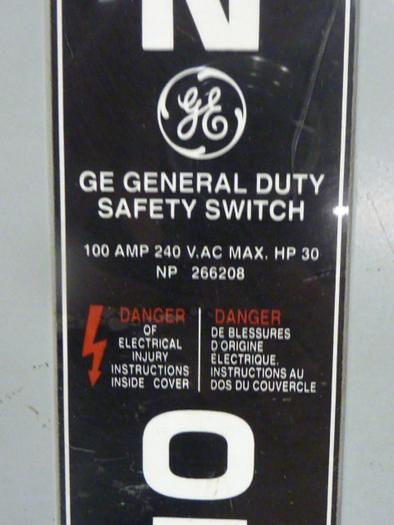 N
GE
GE GENERAL DUTY
SAFETY SWITCH
100 AMP 240 V.AC MAX. HP 30
NP 266208
DANGER
OF
ELECTRICAL
INJURY
INSTRUCTIONS
INSIDE COVER
DANGER
DE BLESSURES
D'ORIGINE
ÉLECTRIQUE.
INSTRUCTIONS AU
DOS DU COUVERCLE
O